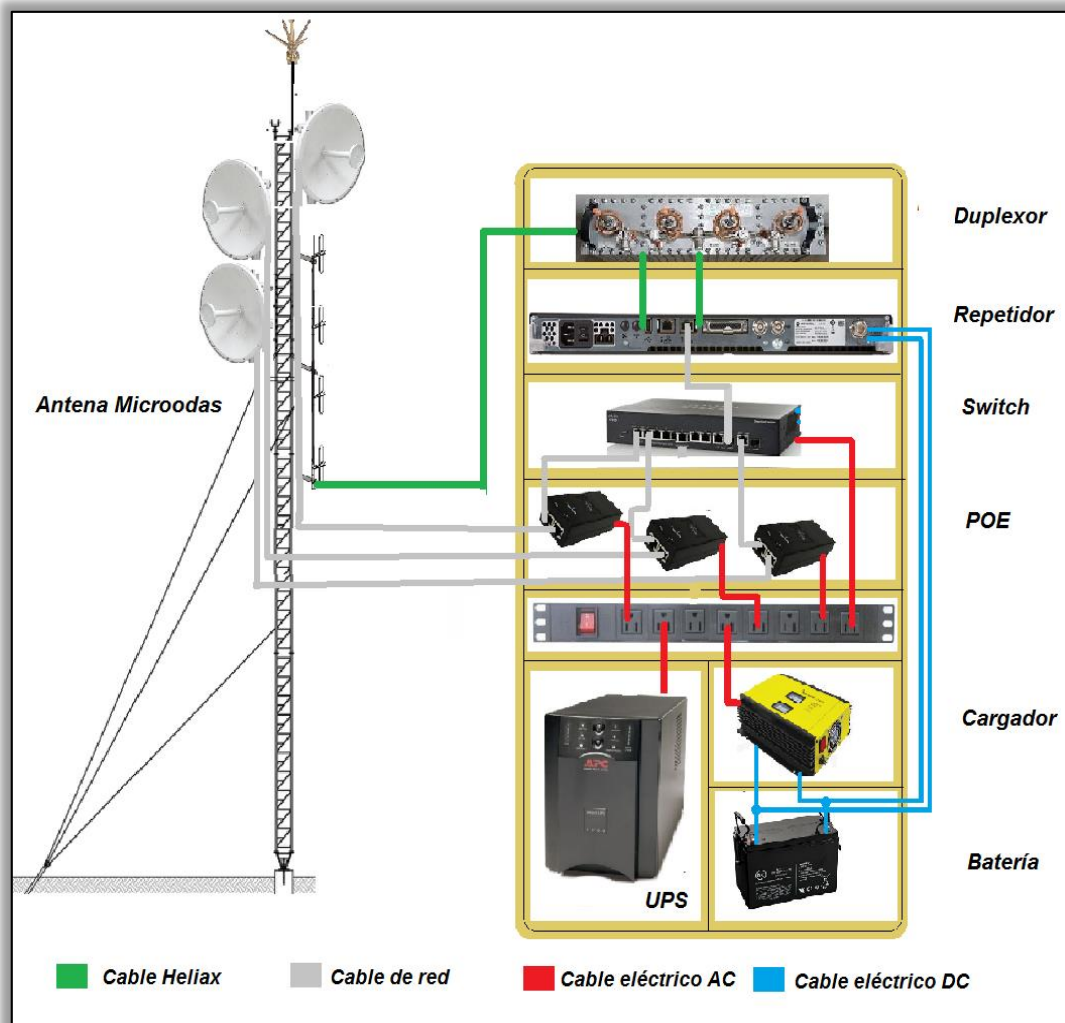 Duplexor
Repetidor
Antena Microodas
Switch
POE
Cargador
APC
Batería
UPS
Cable Heliax
Cable de red
Cable eléctrico AC
Cable eléctrico DC